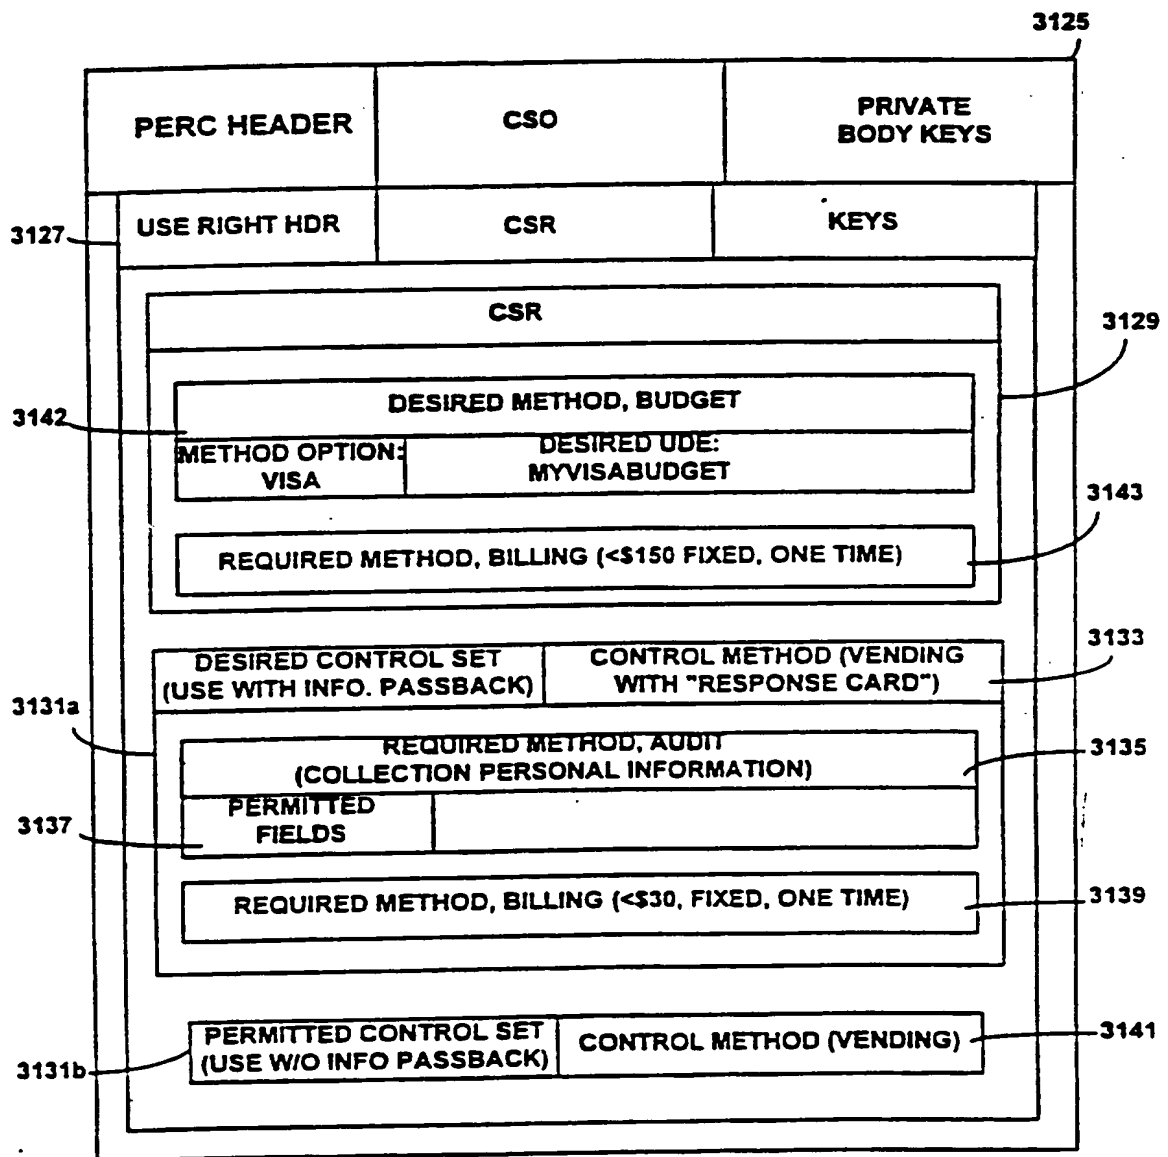 3125
PERC HEADER
CSO
PRIVATE
BODY KEYS
3127
USE RIGHT HDR
CSR
KEYS
CSR
3129
3142
DESIRED METHOD, BUDGET
METHOD OPTION:
VISA
DESIRED UDE:
MYVISABUDGET
3143
REQUIRED METHOD, BILLING (<$150 FIXED, ONE TIME)
3133
DESIRED CONTROL SET
(USE WITH INFO. PASSBACK)
CONTROL METHOD (VENDING
WITH "RESPONSE CARD")
3131a
REQUIRED METHOD, AUDIT
(COLLECTION PERSONAL INFORMATION)
3135
3137
PERMITTED
FIELDS
REQUIRED METHOD, BILLING (<$30, FIXED, ONE TIME)
3139
PERMITTED CONTROL SET
(USE W/O INFO PASSBACK)
CONTROL METHOD (VENDING)
3141
3131b